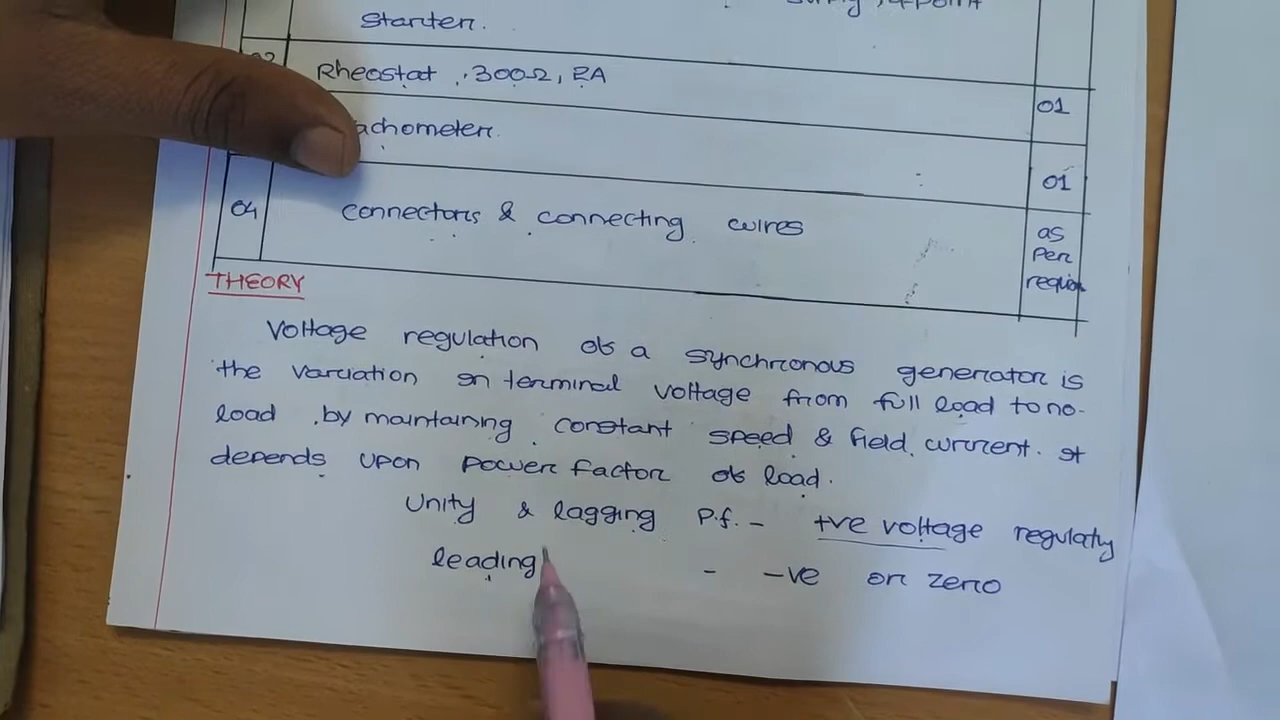 starter.
Rheostat, 300Ω, 2A
01
achometer.
01
04 connectors & connecting wires
as
per
THEORY
Voltage regulation of a synchronous generator is
the variation in terminal voltage from full load to no-
load, by maintaining constant speed & field current. It
depends upon power factor of load.
Unity & lagging P.f. - +ve voltage
leading - -ve or zero